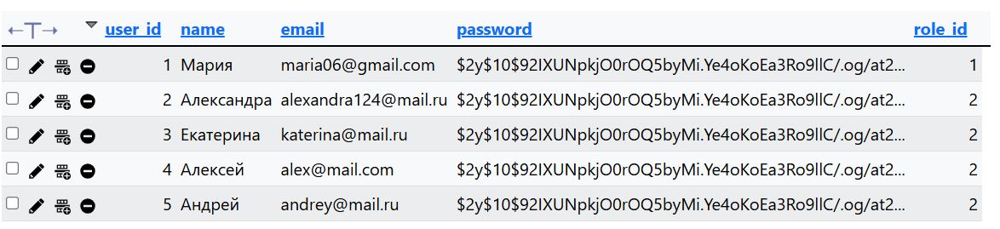 user_id name email password role_id
1 Мария maria06@gmail.com $2y$10$92IXUNpkjO0rOQ5byMi.Ye4oKoEa3Ro9llC/.og/at2... 1
2 Александра alexandra124@mail.ru $2y$10$92IXUNpkjO0rOQ5byMi.Ye4oKoEa3Ro9llC/.og/at2... 2
3 Екатерина katerina@mail.ru $2y$10$92IXUNpkjO0rOQ5byMi.Ye4oKoEa3Ro9llC/.og/at2... 2
4 Алексей alex@mail.com $2y$10$92IXUNpkjO0rOQ5byMi.Ye4oKoEa3Ro9llC/.og/at2... 2
5 Андрей andrey@mail.ru $2y$10$92IXUNpkjO0rOQ5byMi.Ye4oKoEa3Ro9llC/.og/at2... 2